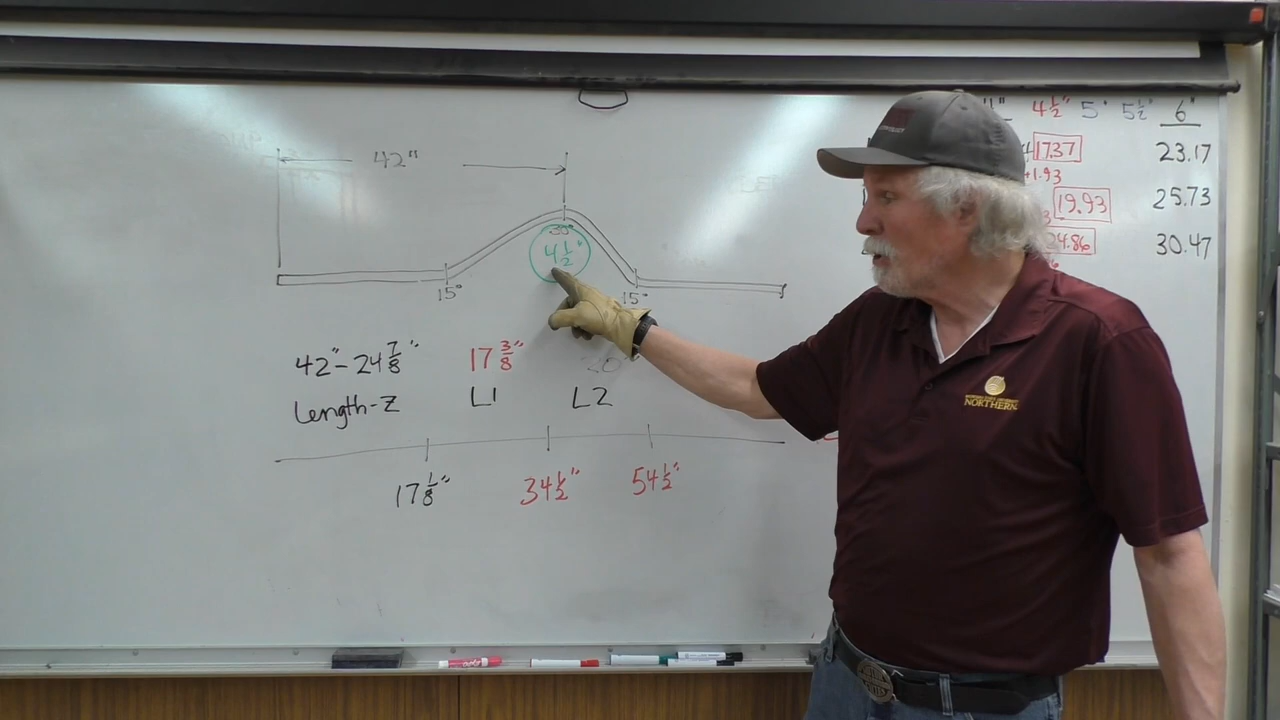 42"
4½" 5" 5½" 6"
17.37 23.17
+1.93
19.93 25.73
24.86 30.47
30°
4½"
15° 15°
42" - 24⅞" 17⅜" 20
Length-Z L1 L2
17⅛" 34½" 54½"
NORTHERN